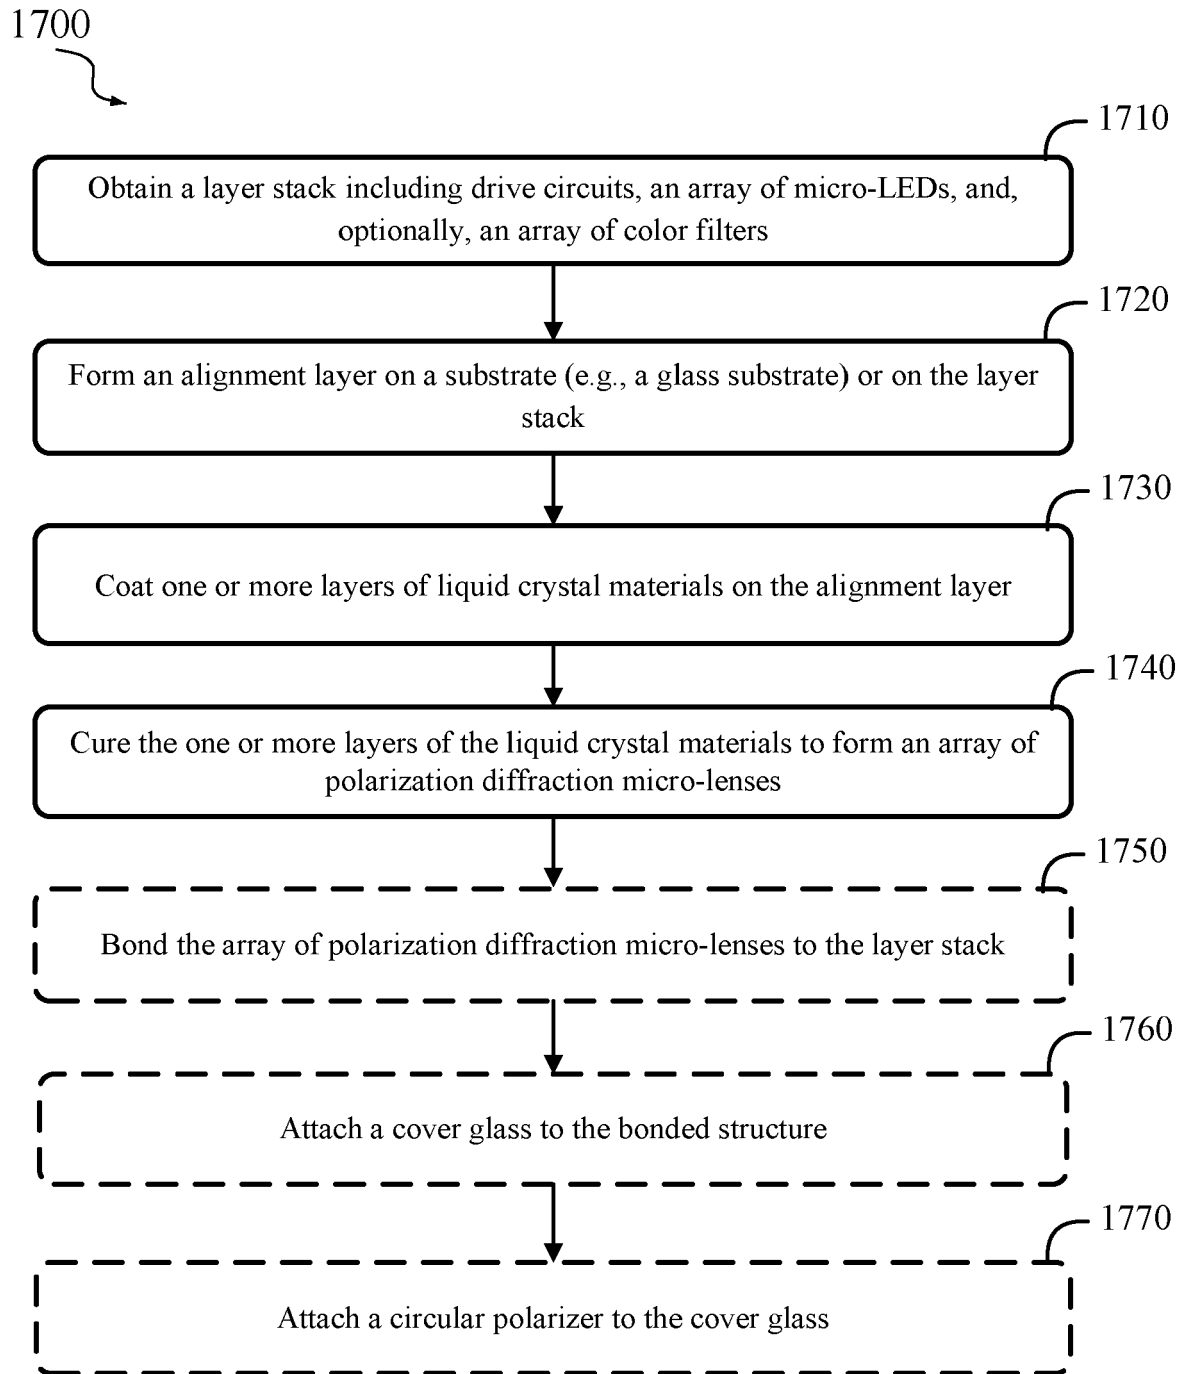 1700
1710
Obtain a layer stack including drive circuits, an array of micro-LEDs, and,
optionally, an array of color filters
1720
Form an alignment layer on a substrate (e.g., a glass substrate) or on the layer
stack
1730
Coat one or more layers of liquid crystal materials on the alignment layer
1740
Cure the one or more layers of the liquid crystal materials to form an array of
polarization diffraction micro-lenses
1750
Bond the array of polarization diffraction micro-lenses to the layer stack
1760
Attach a cover glass to the bonded structure
1770
Attach a circular polarizer to the cover glass